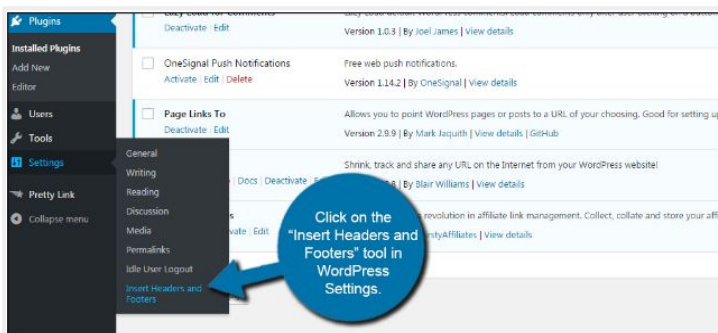 Plugins
Installed Plugins
Add New
Editor
Users
Tools
Settings
Pretty Link
Collapse menu
General
Writing
Reading
Discussion
Media
Permalinks
Idle User Logout
Insert Headers and
Footers
Lazy Load for Comments
Deactivate | Edit
Version 1.0.3 | By Joel James | View details
OneSignal Push Notifications
Free web push notifications.
Activate | Edit | Delete
Version 1.14.2 | By OneSignal | View details
Page Links To
Allows you to point WordPress pages or posts to a URL of your choosing. Good for setting up
Deactivate | Edit
Version 2.9.9 | By Mark Jaquith | View details | GitHub
Shrink, track and share any URL on the Internet from your WordPress website!
Docs | Deactivate |
By Blair Williams | View details
revolution in affiliate link management. Collect, collate and store your
Edit
View details
Click on the
"Insert Headers and
Footers" tool in
WordPress
Settings.